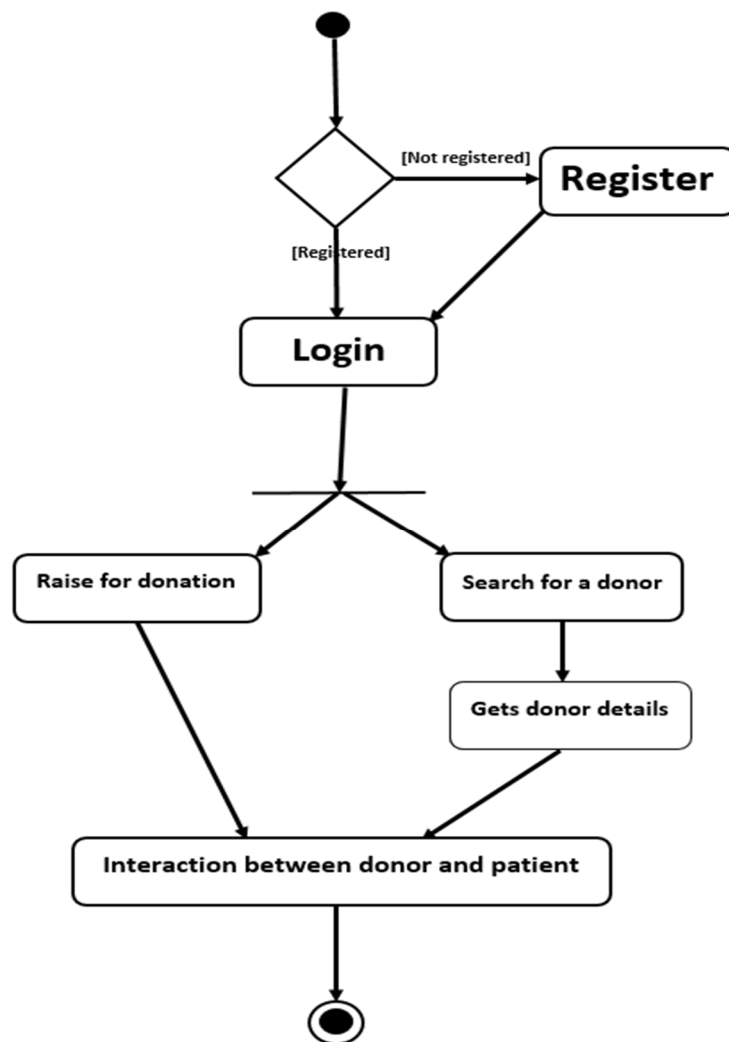 [Not registered]
Register
[Registered]
Login
Raise for donation
Search for a donor
Gets donor details
Interaction between donor and patient